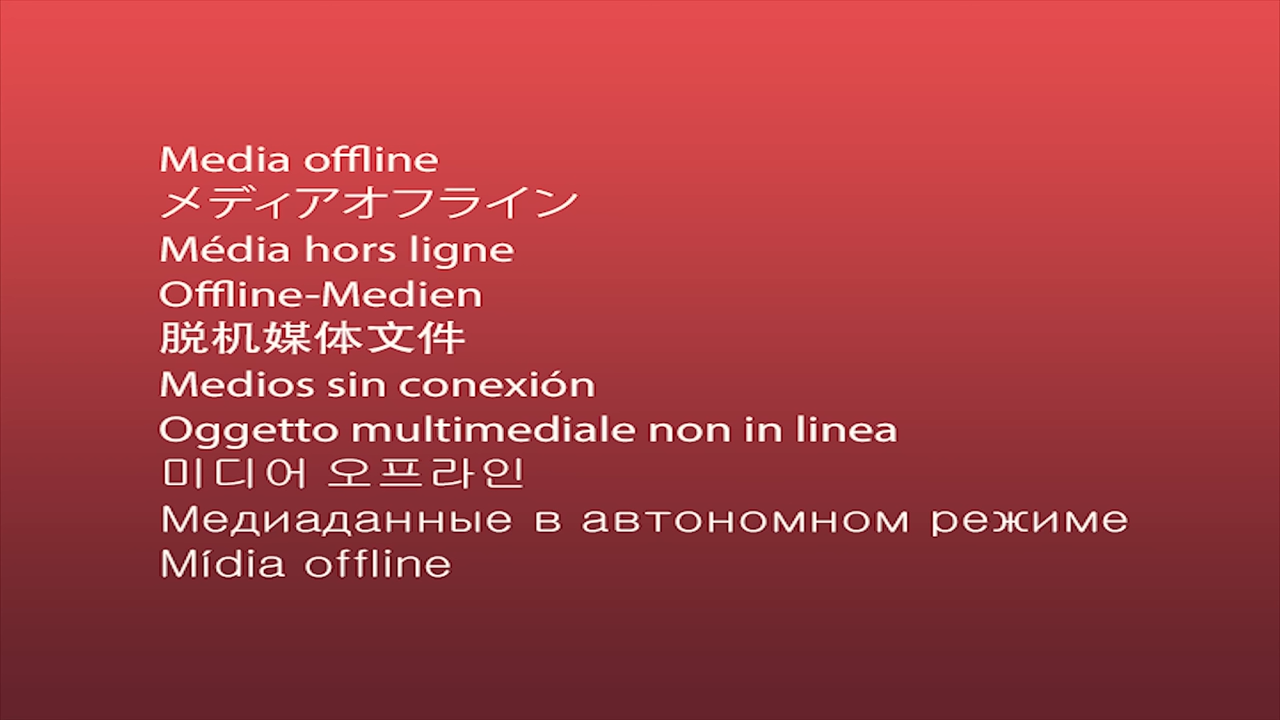 Media offline
メディアオフライン
Média hors ligne
Offline-Medien
脱机媒体文件
Medios sin conexión
Oggetto multimediale non in linea
미디어 오프라인
Медиаданные в автономном режиме
Mídia offline